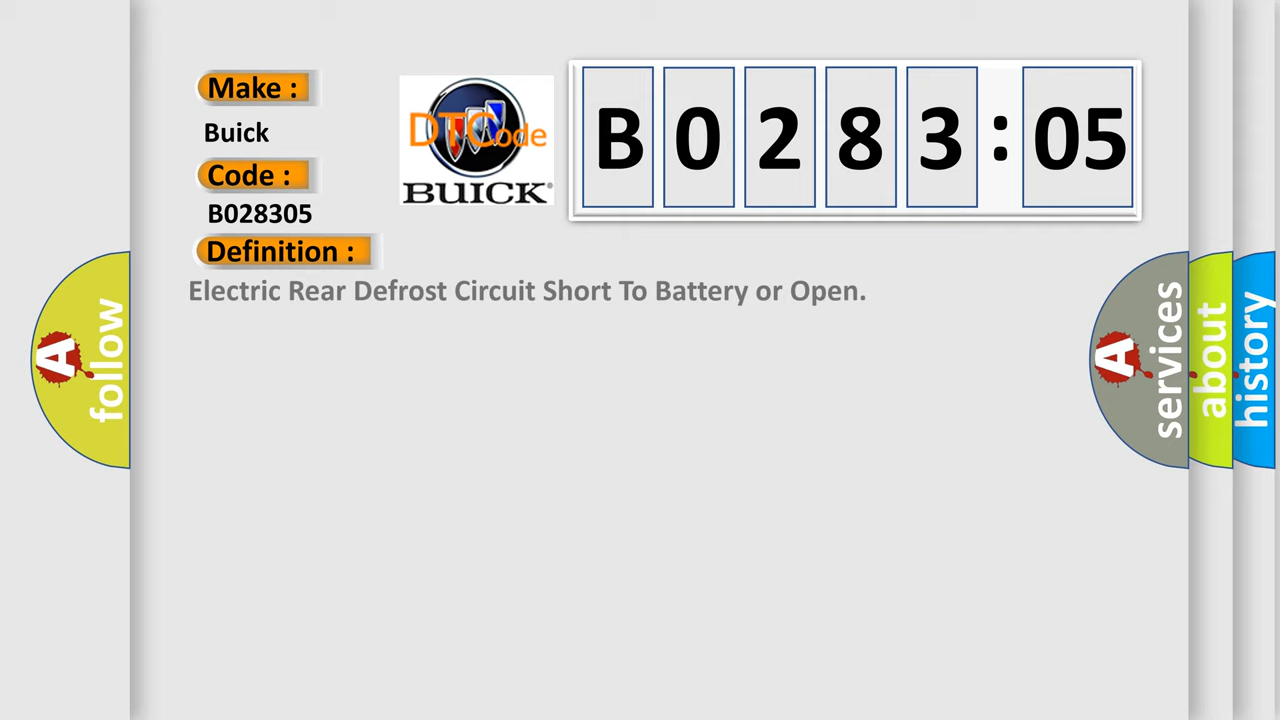 Make :
Buick
Code :
B028305
Definition :
Electric Rear Defrost Circuit Short To Battery or Open.
DTCode
BUICK®
B 0 2 8 3 : 05
A follow
A services
about
history